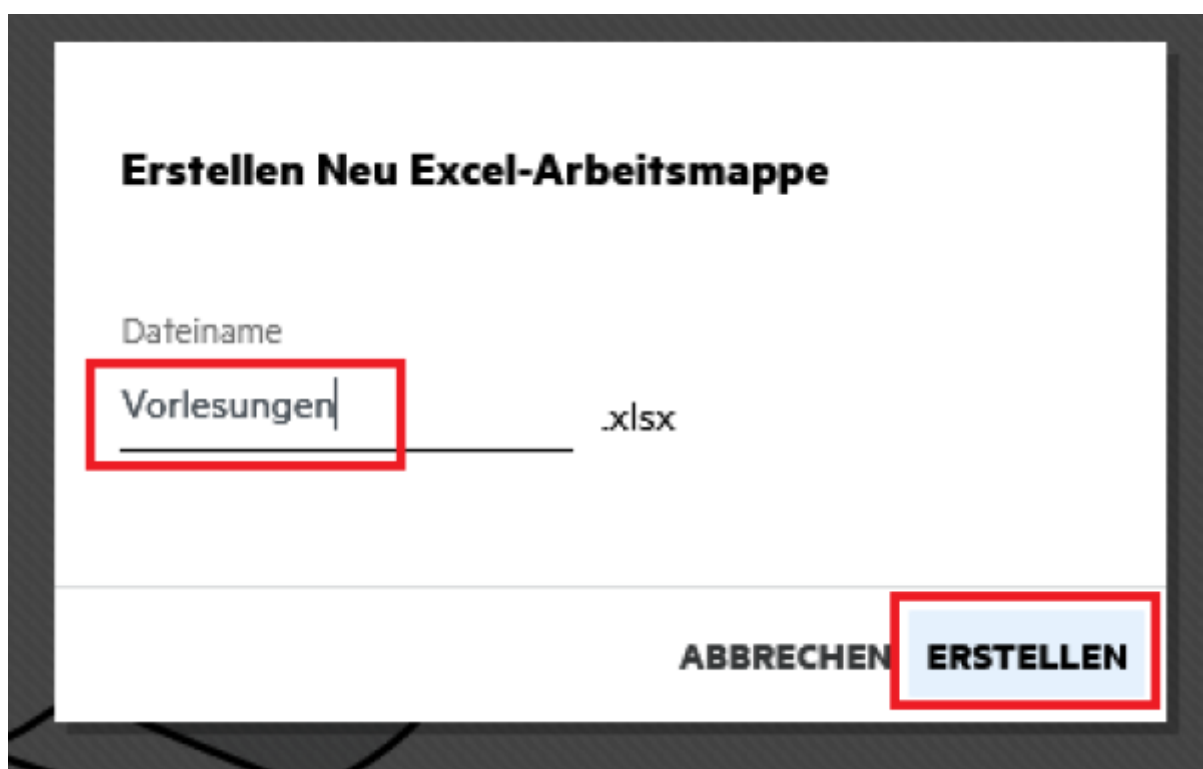 Erstellen Neu Excel-Arbeitsmappe
Dateiname
Vorlesungen .xlsx
ABBRECHEN ERSTELLEN